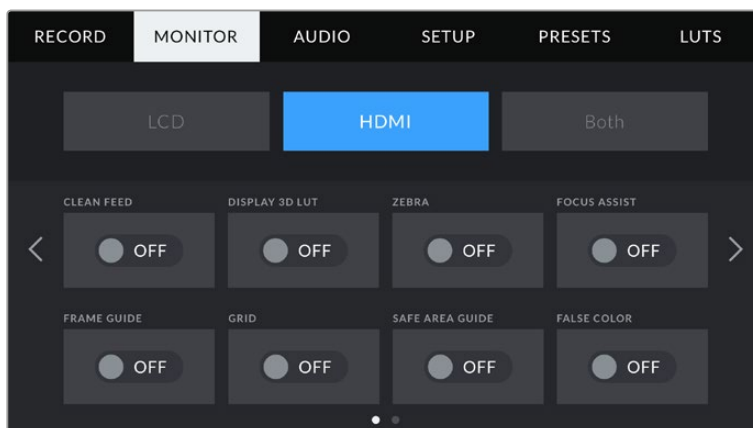 RECORD MONITOR AUDIO SETUP PRESETS LUTS
LCD HDMI Both
CLEAN FEED DISPLAY 3D LUT ZEBRA FOCUS ASSIST
OFF OFF OFF OFF
FRAME GUIDE GRID SAFE AREA GUIDE FALSE COLOR
OFF OFF OFF OFF